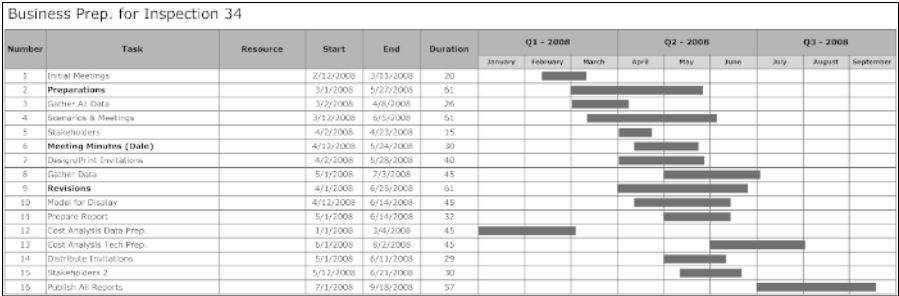 Business Prep. for Inspection 34
Number Task Resource Start End Duration Q1 - 2008 Q2 - 2008 Q3 - 2008
January February March April May June July August September
1 Initial Meetings 2/12/2008 3/11/2008 20
2 Preparations 3/1/2008 5/27/2008 61
3 Gather All Data 3/2/2008 4/8/2008 26
4 Scenarios & Meetings 3/12/2008 6/5/2008 61
5 Stakeholders 4/2/2008 4/23/2008 15
6 Meeting Minutes (Dale) 4/12/2008 5/24/2008 30
7 Design/Print Invitations 4/2/2008 5/28/2008 40
8 Gather Data 5/1/2008 7/3/2008 45
9 Revisions 4/1/2008 6/25/2008 61
10 Model for Display 4/12/2008 6/14/2008 45
11 Prepare Report 5/1/2008 6/14/2008 32
12 Cost Analysis Data Prep. 1/1/2008 3/4/2008 45
13 Cost Analysis Tech Prep. 6/1/2008 8/2/2008 45
14 Distribute Invitations 5/1/2008 6/11/2008 29
15 Stakeholders 2 5/12/2008 6/21/2008 30
16 Publish All Reports 7/1/2008 9/18/2008 57